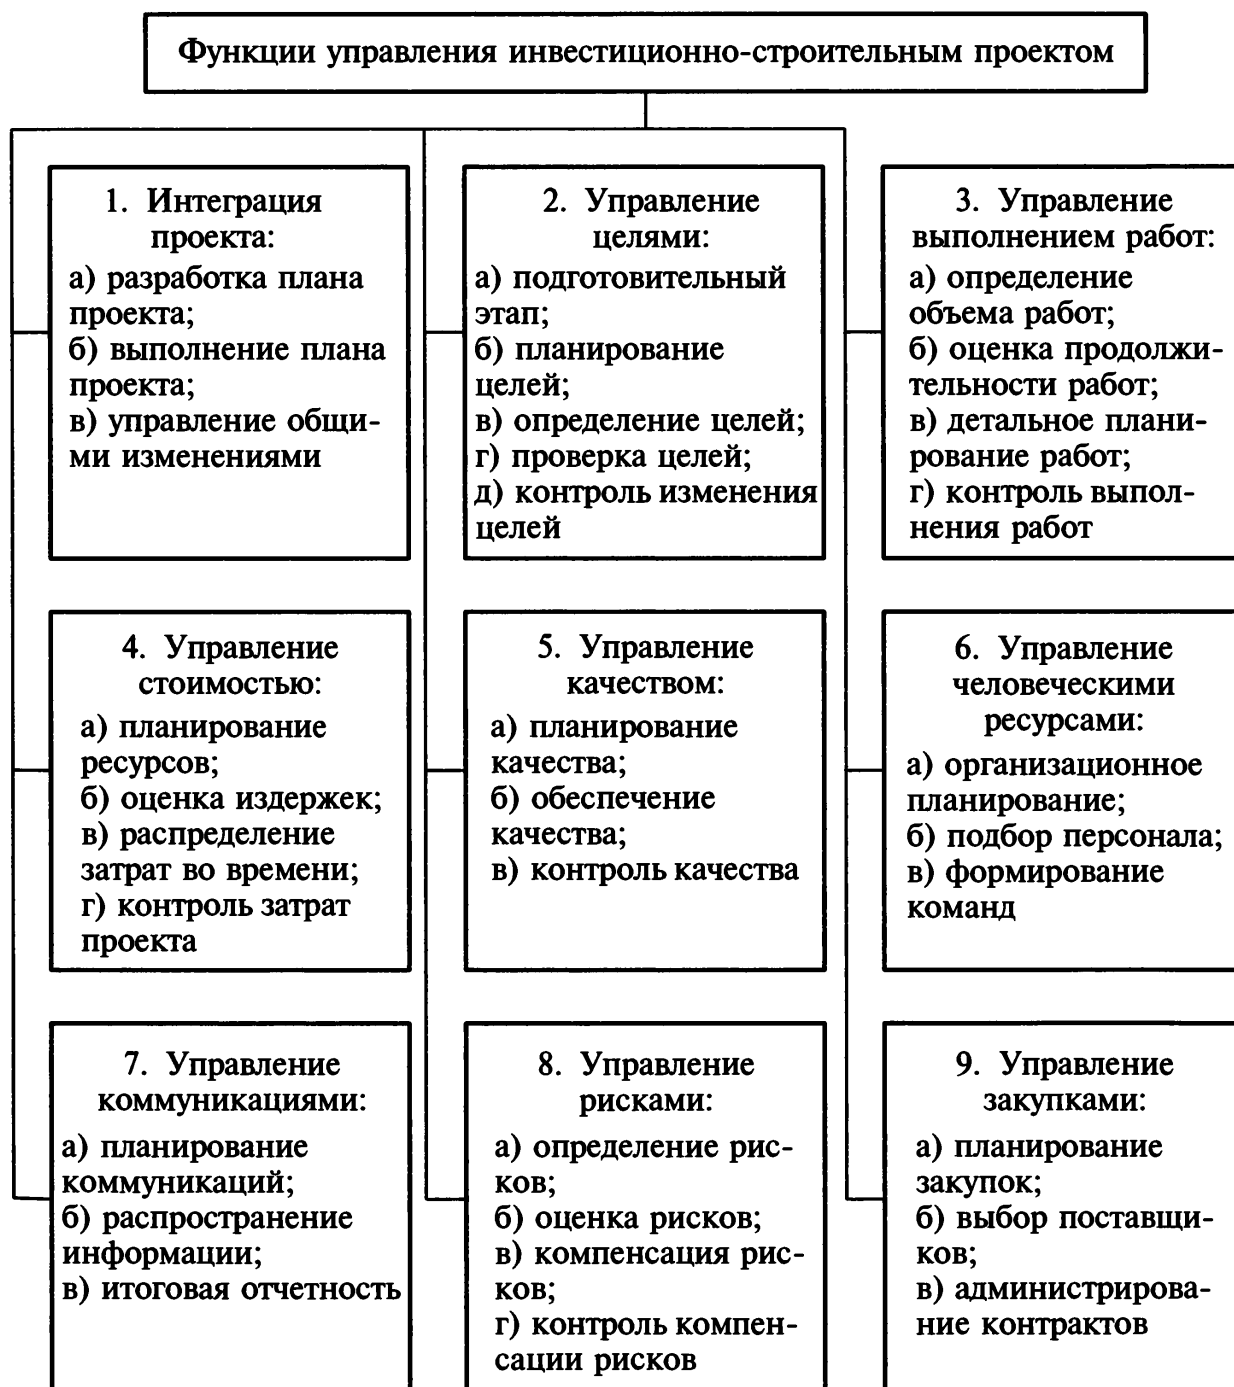 Функции управления инвестиционно-строительным проектом
1. Интеграция
проекта:
а) разработка плана
проекта;
б) выполнение плана
проекта;
в) управление общи-
ми изменениями
2. Управление
целями:
а) подготовительный
этап;
б) планирование
целей;
в) определение целей;
г) проверка целей;
д) контроль изменения
целей
3. Управление
выполнением работ:
а) определение
объема работ;
б) оценка продолжи-
тельности работ;
в) детальное плани-
рование работ;
г) контроль выпол-
нения работ
4. Управление
стоимостью:
а) планирование
ресурсов;
б) оценка издержек;
в) распределение
затрат во времени;
г) контроль затрат
проекта
5. Управление
качеством:
а) планирование
качества;
б) обеспечение
качества;
в) контроль качества
6. Управление
человеческими
ресурсами:
а) организационное
планирование;
б) подбор персонала;
в) формирование
команд
7. Управление
коммуникациями:
а) планирование
коммуникаций;
б) распространение
информации;
в) итоговая отчетность
8. Управление
рисками:
а) определение рис-
ков;
б) оценка рисков;
в) компенсация рис-
ков;
г) контроль компен-
сации рисков
9. Управление
закупками:
а) планирование
закупок;
б) выбор поставщи-
ков;
в) администрирова-
ние контрактов